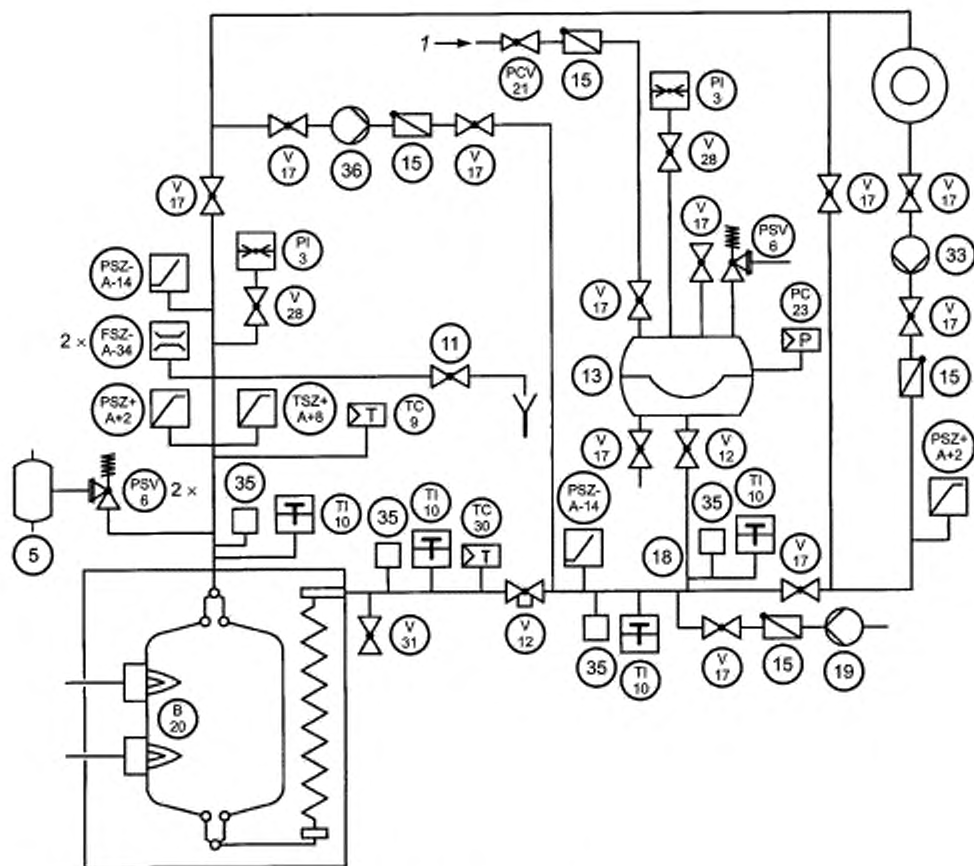 1
PCV
21
15
PI
3
V
17
36
15
V
17
V
28
V
17
V
17
V
17
V
17
PSV
6
PSZ-
A-14
PI
3
33
V
28
V
17
PC
23
V
17
2 ×
FSZ-
A-34
11
P
13
15
PSZ+
A+2
TSZ+
A+8
T
TC
9
V
17
V
12
PSZ+
A+2
PSV
6
2 ×
35
TI
10
35
TI
10
TC
30
PSZ-
A-14
35
TI
10
T
T
T
T
5
18
V
17
V
31
V
12
35
T
TI
10
V
17
15
19
B
20